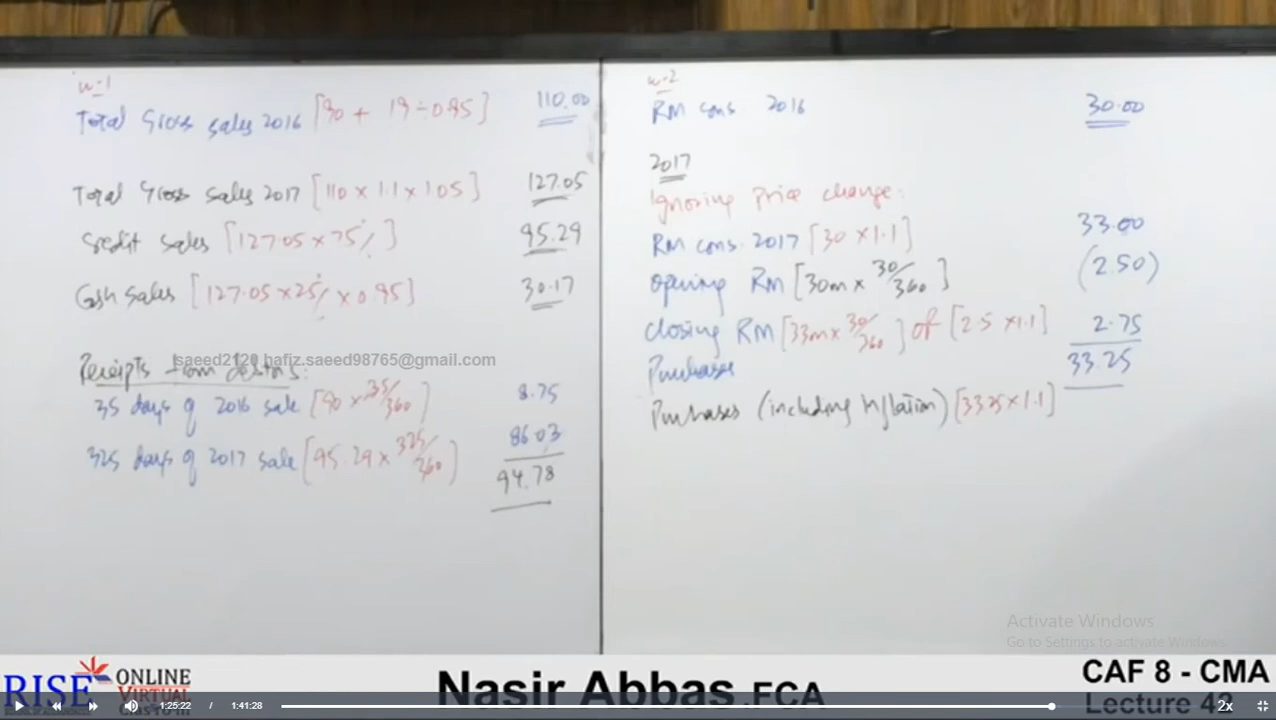 w-1
Total Gross sales 2016 [90 + 19÷0.95] 110.00
Total Gross sales 2017 [110 × 1.1 × 1.05] 127.05
Credit sales [127.05 × 75%] 95.29
Cash sales [127.05 × 25% × 0.95] 30.17
Receipts from debtors:
saeed2120 hafiz.saeed98765@gmail.com
35 days of 2016 sale [90 × 35/360] 8.75
325 days of 2017 sale [95.29 × 325/360] 86.03
94.78
w-2
RM cons 2016 30.00
2017
Ignoring price change:
RM cons. 2017 [30 × 1.1] 33.00
opening RM [30m × 30/360] (2.50)
closing RM [33m × 30/360] of [2.5 × 1.1] 2.75
Purchases 33.25
Purchases (including Inflation) [33.25 × 1.1]
Activate Windows
Go to Settings to activate Windows.
RISE ONLINE
Virtual
Classroom
Nasir Abbas FCA
CAF 8 - CMA
Lecture 42
1:25:22 / 1:41:28
2x